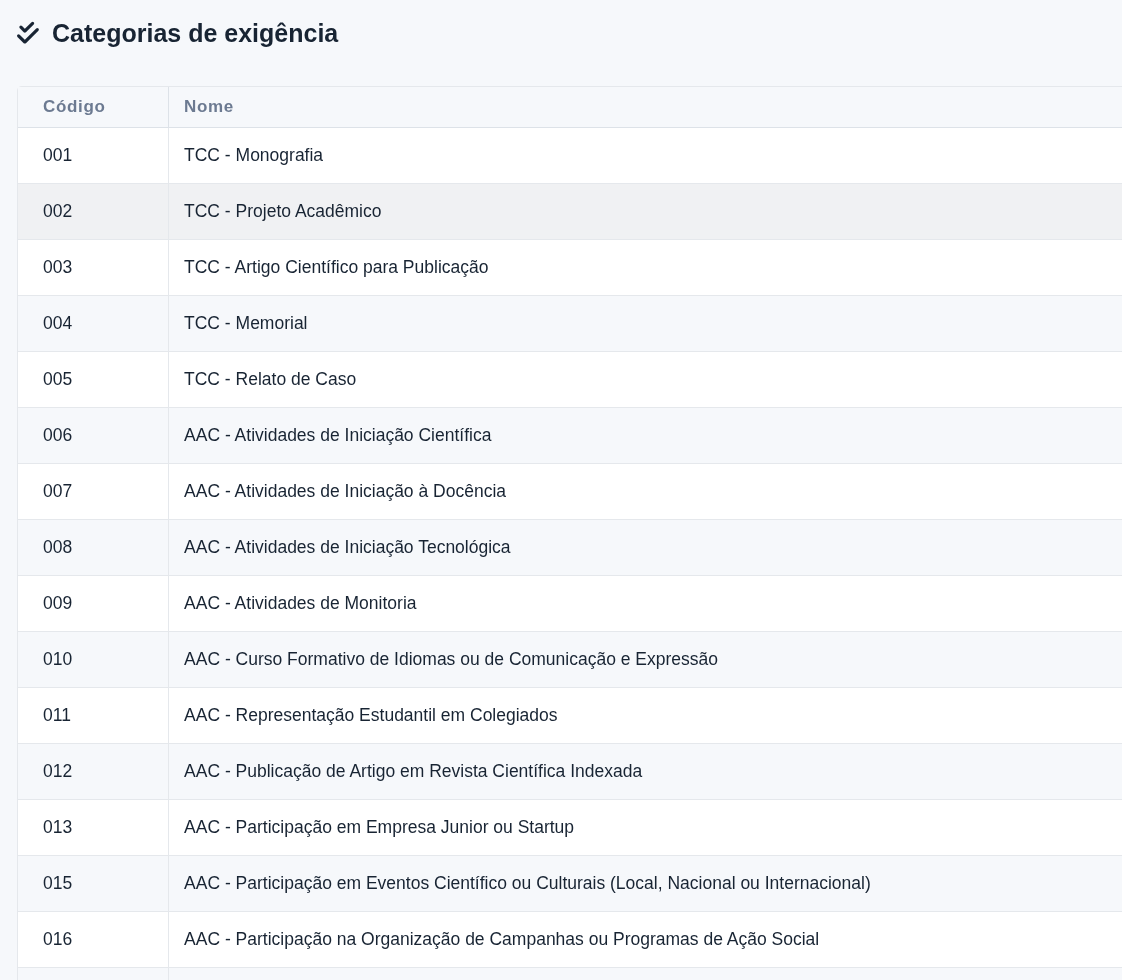 Categorias de exigência
Código Nome
001 TCC - Monografia
002 TCC - Projeto Acadêmico
003 TCC - Artigo Científico para Publicação
004 TCC - Memorial
005 TCC - Relato de Caso
006 AAC - Atividades de Iniciação Científica
007 AAC - Atividades de Iniciação à Docência
008 AAC - Atividades de Iniciação Tecnológica
009 AAC - Atividades de Monitoria
010 AAC - Curso Formativo de Idiomas ou de Comunicação e Expressão
011 AAC - Representação Estudantil em Colegiados
012 AAC - Publicação de Artigo em Revista Científica Indexada
013 AAC - Participação em Empresa Junior ou Startup
015 AAC - Participação em Eventos Científico ou Culturais (Local, Nacional ou Internacional)
016 AAC - Participação na Organização de Campanhas ou Programas de Ação Social